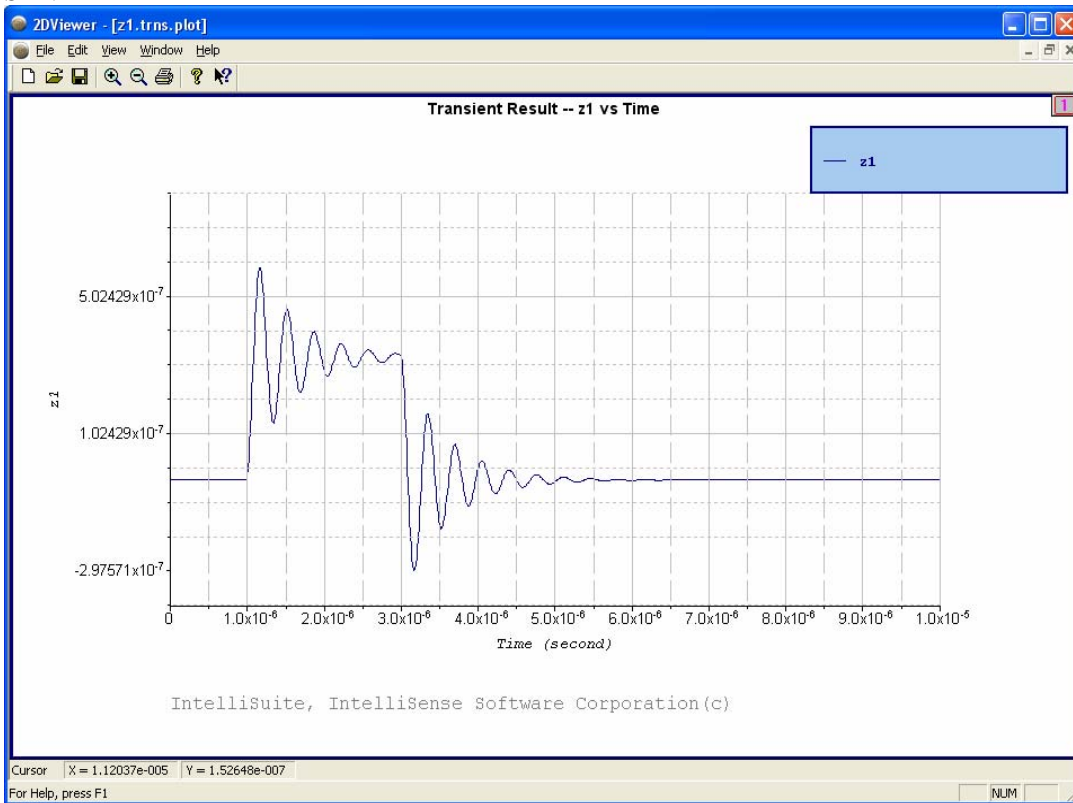 2DViewer - [z1.trns.plot]
File Edit View Window Help
Transient Result -- z1 vs Time
1
z1
5.02429x10⁻⁷
1.02429x10⁻⁷
-2.97571x10⁻⁷
z1
0 1.0x10⁻⁶ 2.0x10⁻⁶ 3.0x10⁻⁶ 4.0x10⁻⁶ 5.0x10⁻⁶ 6.0x10⁻⁶ 7.0x10⁻⁶ 8.0x10⁻⁶ 9.0x10⁻⁶ 1.0x10⁻⁵
Time (second)
IntelliSuite, IntelliSense Software Corporation(c)
Cursor X = 1.12037e-005 Y = 1.52648e-007
For Help, press F1 NUM